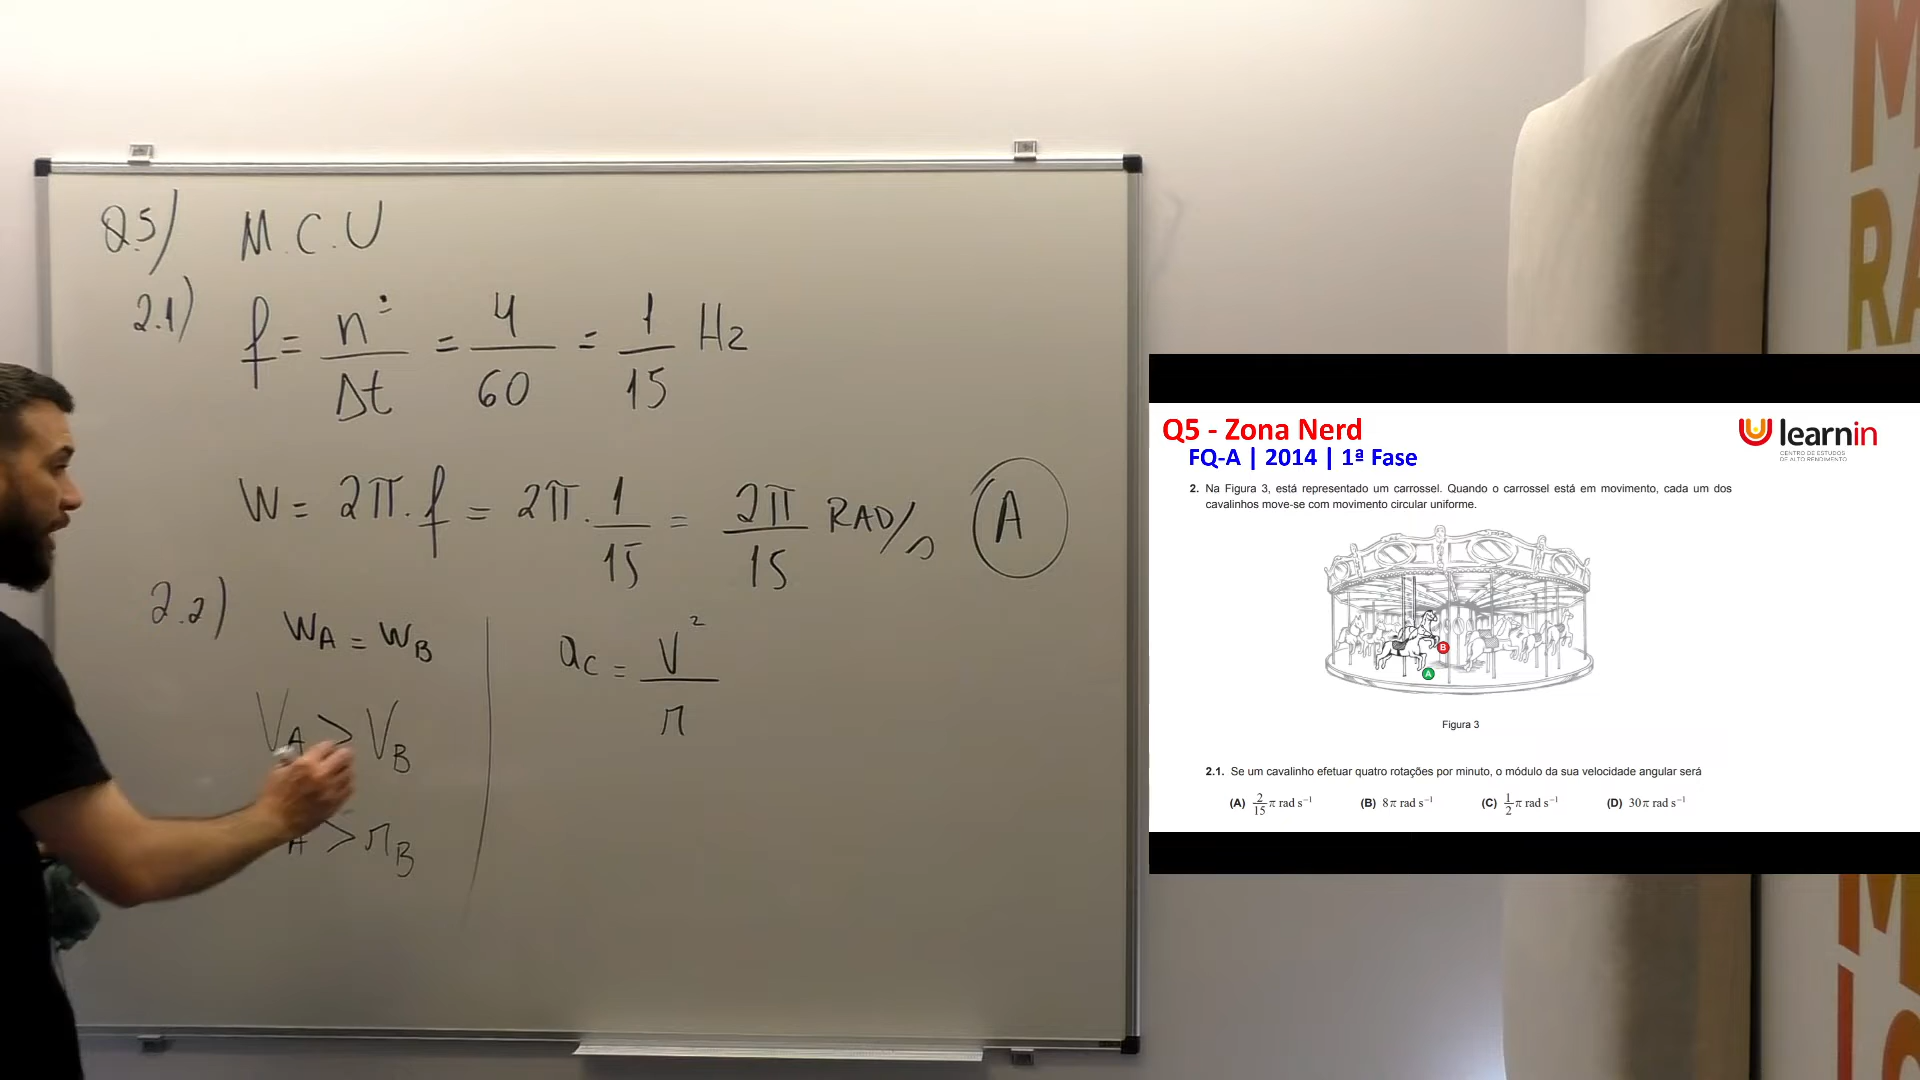 Q5) M.C.U
2.1) f = nº/Δt = 4/60 = 1/15 Hz
W = 2π.f = 2π.1/15 = 2π/15 RAD/s A
2.2) WA = WB
ac = V²/r
VA > VB
A > rB
Q5 - Zona Nerd
FQ-A | 2014 | 1ª Fase
learnin
CENTRO DE ESTUDOS
DE ALTO RENDIMENTO
2. Na Figura 3, está representado um carrossel. Quando o carrossel está em movimento, cada um dos
cavalinhos move-se com movimento circular uniforme.
B
A
Figura 3
2.1. Se um cavalinho efetuar quatro rotações por minuto, o módulo da sua velocidade angular será
(A) 2/15 π rad s⁻¹ (B) 8π rad s⁻¹ (C) 1/2 π rad s⁻¹ (D) 30π rad s⁻¹
M
RA